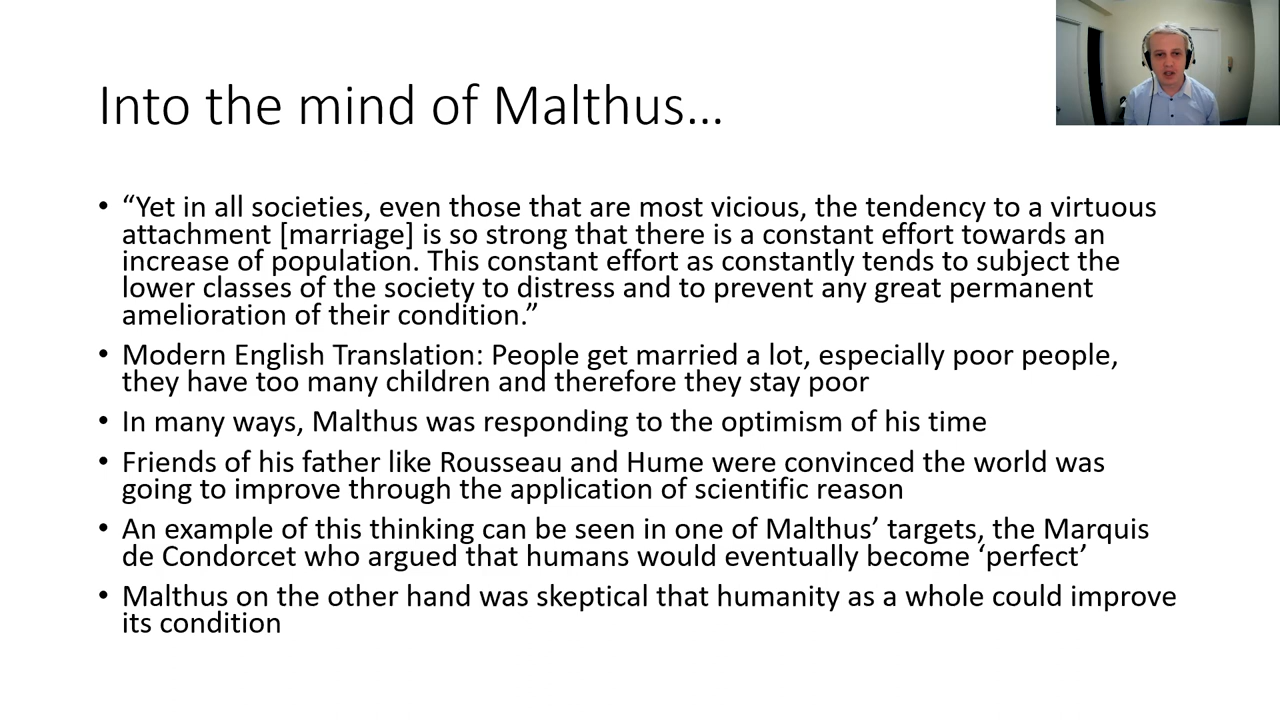 Into the mind of Malthus…
• “Yet in all societies, even those that are most vicious, the tendency to a virtuous
attachment [marriage] is so strong that there is a constant effort towards an
increase of population. This constant effort as constantly tends to subject the
lower classes of the society to distress and to prevent any great permanent
amelioration of their condition.”
• Modern English Translation: People get married a lot, especially poor people,
they have too many children and therefore they stay poor
• In many ways, Malthus was responding to the optimism of his time
• Friends of his father like Rousseau and Hume were convinced the world was
going to improve through the application of scientific reason
• An example of this thinking can be seen in one of Malthus’ targets, the Marquis
de Condorcet who argued that humans would eventually become ‘perfect’
• Malthus on the other hand was skeptical that humanity as a whole could improve
its condition